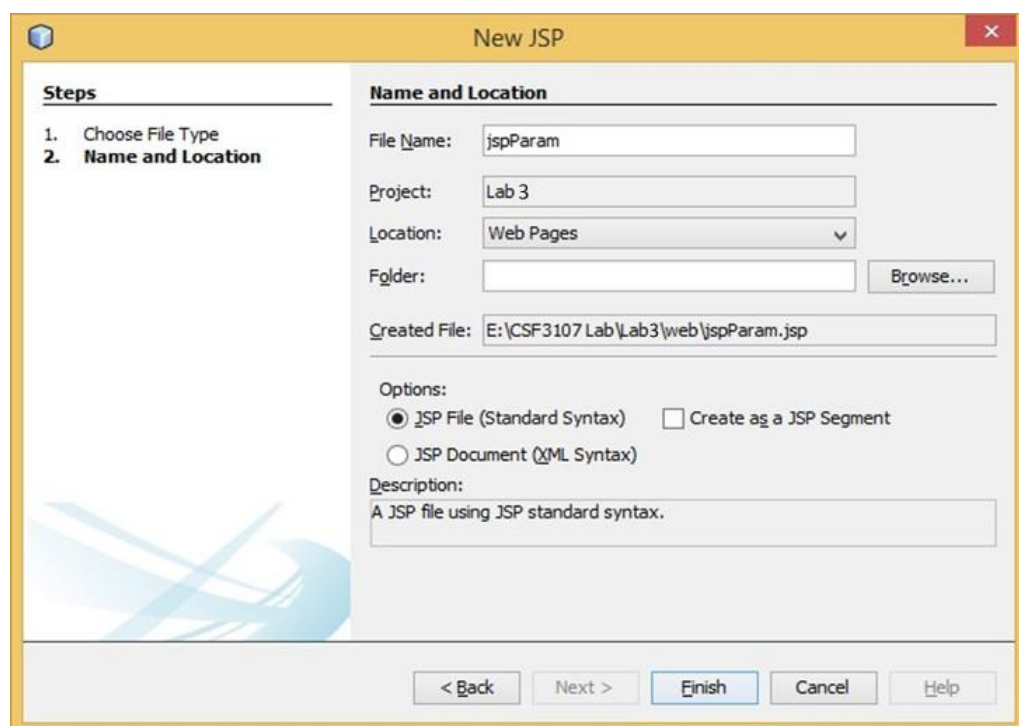 New JSP
Steps
1. Choose File Type
2. Name and Location
Name and Location
File Name: jspParam
Project: Lab 3
Location: Web Pages
Folder: Browse...
Created File: E:\CSF3107 Lab\Lab3\web\jspParam.jsp
Options:
JSP File (Standard Syntax) Create as a JSP Segment
JSP Document (XML Syntax)
Description:
A JSP file using JSP standard syntax.
< Back Next > Finish Cancel Help